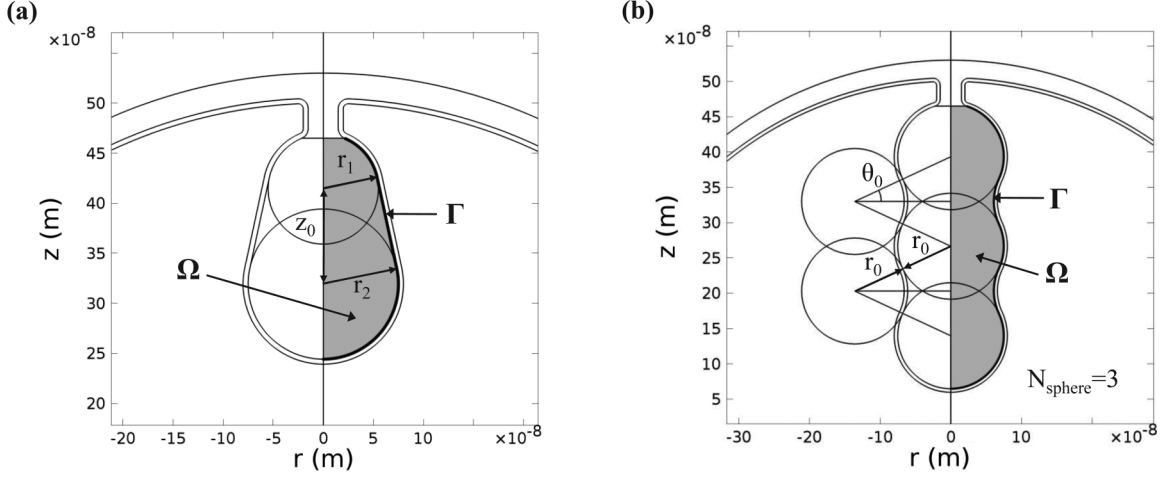 (a)
×10⁻⁸
50
45
40
35
30
25
20
z (m)
-20 -15 -10 -5 0 5 10 15 ×10⁻⁸
r (m)
r₁
z₀
r₂
Γ
Ω
(b)
×10⁻⁸
50
45
40
35
30
25
20
15
10
5
z (m)
-30 -20 -10 0 10 ×10⁻⁸
r (m)
θ₀
r₀
r₀
Γ
Ω
N_sphere=3